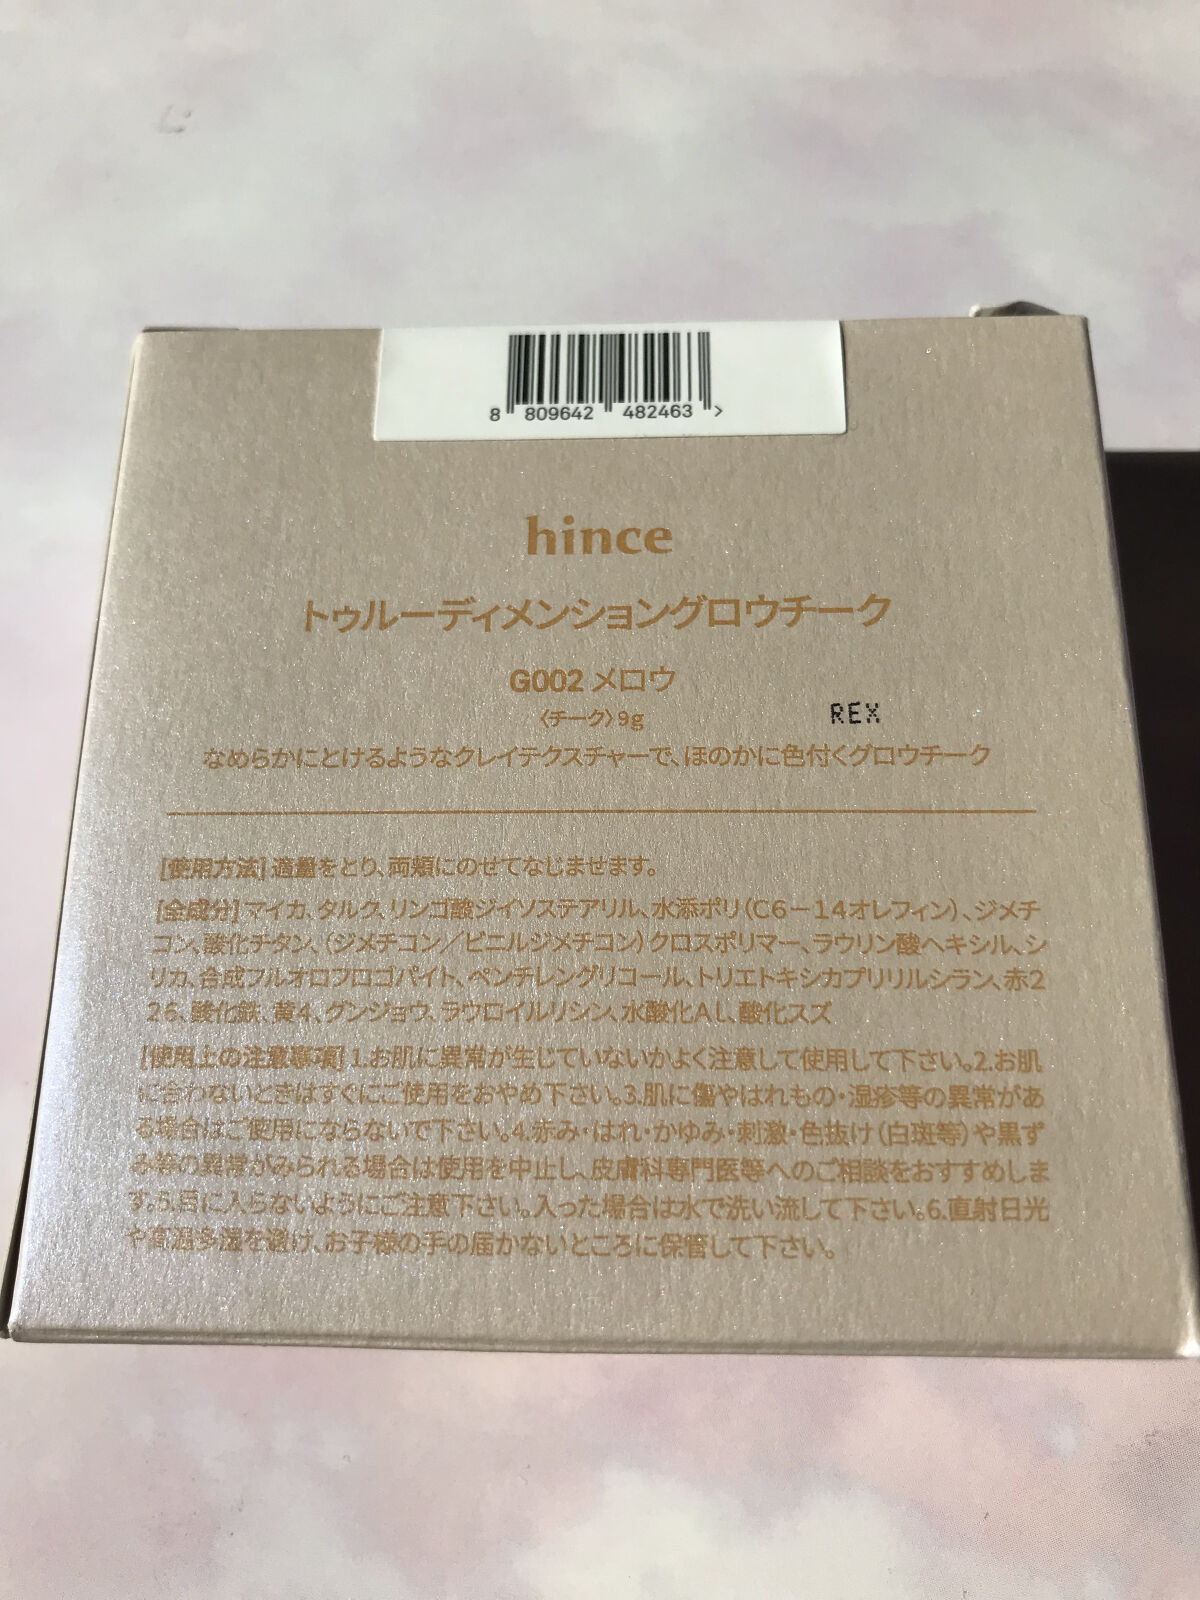 8 809642 482463 >
hince
トゥルーディメンショングロウチーク
G002 メロウ
〈チーク〉9g
REX
なめらかにとけるようなクレイテクスチャーで、ほのかに色付くグロウチーク
[使用方法] 適量をとり、両頬にのせてなじませます。
[全成分] マイカ、タルク、リンゴ酸ジイソステアリル、水添ポリ（C6－14オレフィン）、ジメチ
コン、酸化チタン、（ジメチコン／ビニルジメチコン）クロスポリマー、ラウリン酸ヘキシル、シ
リカ、合成フルオロフロゴパイト、ペンチレングリコール、トリエトキシカプリリルシラン、赤2
26、酸化鉄、黄4、グンジョウ、ラウロイルリシン、水酸化Al、酸化スズ
[使用上の注意事項] 1.お肌に異常が生じていないかよく注意して使用して下さい。2.お肌
に合わないときはすぐにご使用をおやめ下さい。3.肌に傷やはれもの・湿疹等の異常があ
る場合はご使用にならないで下さい。4.赤み・はれ・かゆみ・刺激・色抜け（白斑等）や黒ず
み等の異常がみられる場合は使用を中止し、皮膚科専門医等へのご相談をおすすめしま
す。5.目に入らないようにご注意下さい。入った場合は水で洗い流して下さい。6.直射日光
や高温多湿を避け、お子様の手の届かないところに保管して下さい。